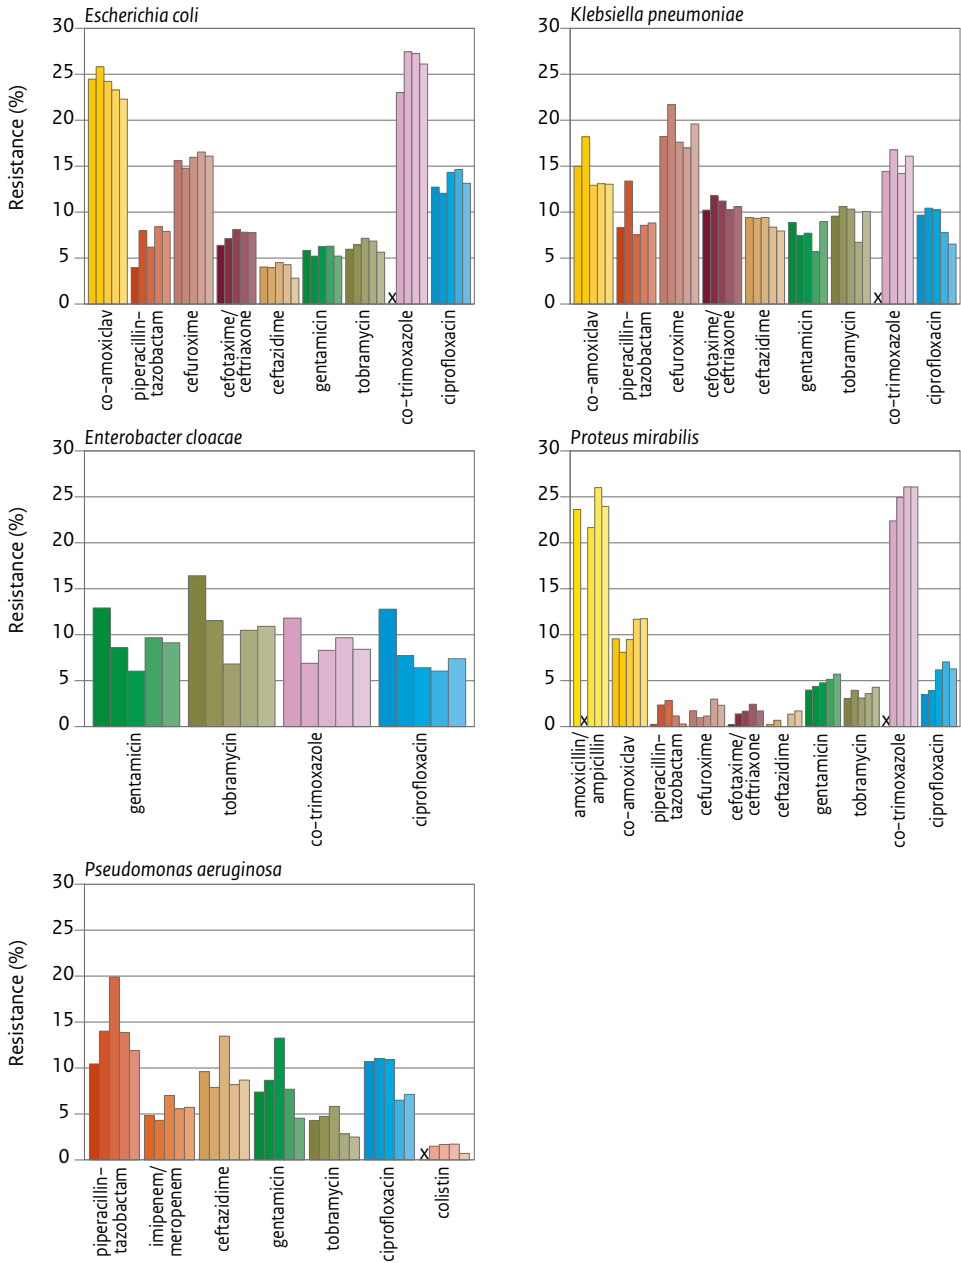 Escherichia coli
Resistance (%)
30
25
20
15
10
5
0
x
co-amoxiclav
piperacillin-
tazobactam
cefuroxime
cefotaxime/
ceftriaxone
ceftazidime
gentamicin
tobramycin
co-trimoxazole
ciprofloxacin
Klebsiella pneumoniae
30
25
20
15
10
5
0
x
co-amoxiclav
piperacillin-
tazobactam
cefuroxime
cefotaxime/
ceftriaxone
ceftazidime
gentamicin
tobramycin
co-trimoxazole
ciprofloxacin
Enterobacter cloacae
Resistance (%)
30
25
20
15
10
5
0
gentamicin
tobramycin
co-trimoxazole
ciprofloxacin
Proteus mirabilis
30
25
20
15
10
5
0
x
x
amoxicillin/
ampicillin
co-amoxiclav
piperacillin-
tazobactam
cefuroxime
cefotaxime/
ceftriaxone
ceftazidime
gentamicin
tobramycin
co-trimoxazole
ciprofloxacin
Pseudomonas aeruginosa
Resistance (%)
30
25
20
15
10
5
0
x
piperacillin-
tazobactam
imipenem/
meropenem
ceftazidime
gentamicin
tobramycin
ciprofloxacin
colistin